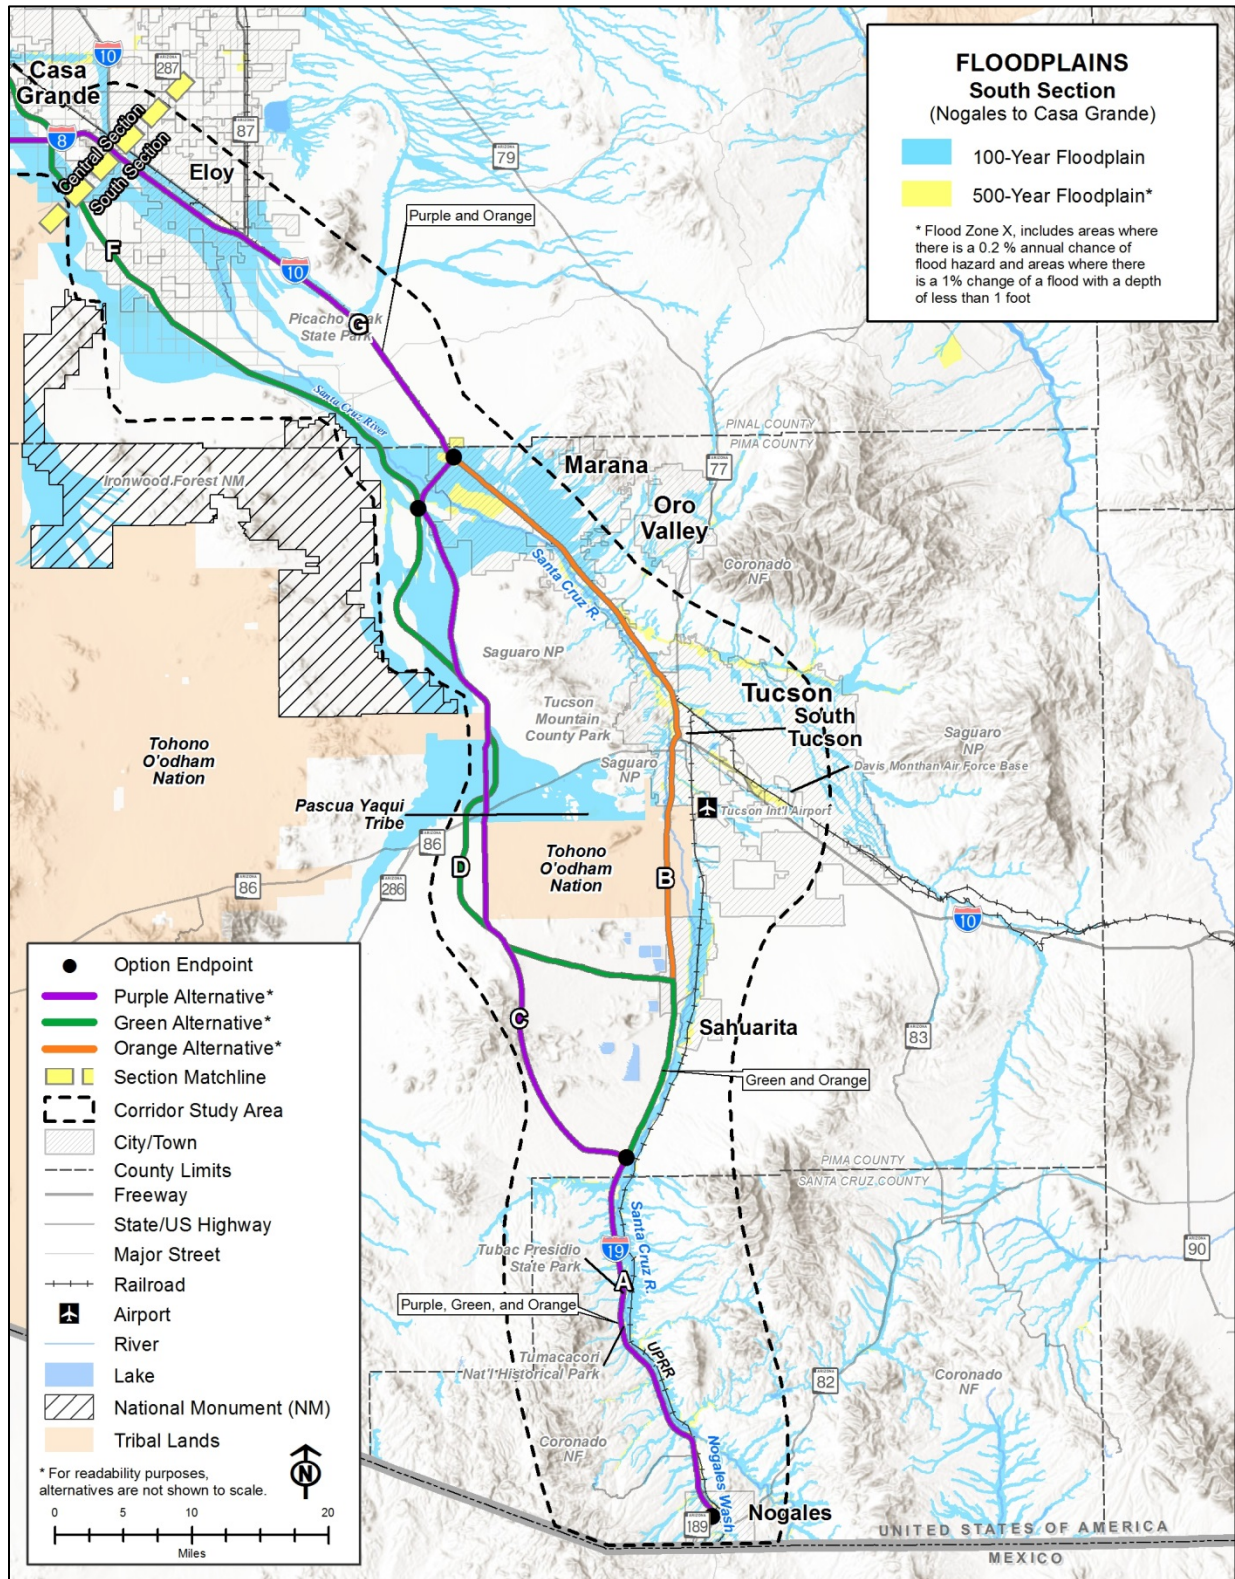 FLOODPLAINS
South Section
(Nogales to Casa Grande)
100-Year Floodplain
500-Year Floodplain*
* Flood Zone X, includes areas where
there is a 0.2 % annual chance of
flood hazard and areas where there
is a 1% change of a flood with a depth
of less than 1 foot
10
287
Casa
Grande
8
Central Section
South Section
87
Eloy
79
Purple and Orange
F
10
G
Picacho Peak
State Park
Santa Cruz River
PINAL COUNTY
PIMA COUNTY
Marana
77
Ironwood Forest NM
Oro
Valley
Santa Cruz R.
Coronado
NF
Saguaro NP
Tucson
Tucson
Mountain
County Park
South
Tucson
Saguaro
NP
Saguaro
NP
Davis Monthan Air Force Base
Tohono
O'odham
Nation
Pascua Yaqui
Tribe
Tucson Int'l Airport
86
D
Tohono
O'odham
Nation
B
86
286
10
C
Sahuarita
83
Green and Orange
PIMA COUNTY
SANTA CRUZ COUNTY
Santa Cruz R.
19
Tubac Presidio
State Park
A
90
Purple, Green, and Orange
Tumacacori
Nat'l Historical Park
UPRR
82
Coronado
NF
Coronado
NF
Nogales Wash
189
Nogales
UNITED STATES OF AMERICA
MEXICO
Option Endpoint
Purple Alternative*
Green Alternative*
Orange Alternative*
Section Matchline
Corridor Study Area
City/Town
County Limits
Freeway
State/US Highway
Major Street
Railroad
Airport
River
Lake
National Monument (NM)
Tribal Lands
* For readability purposes,
alternatives are not shown to scale.
N
0 5 10 20
Miles